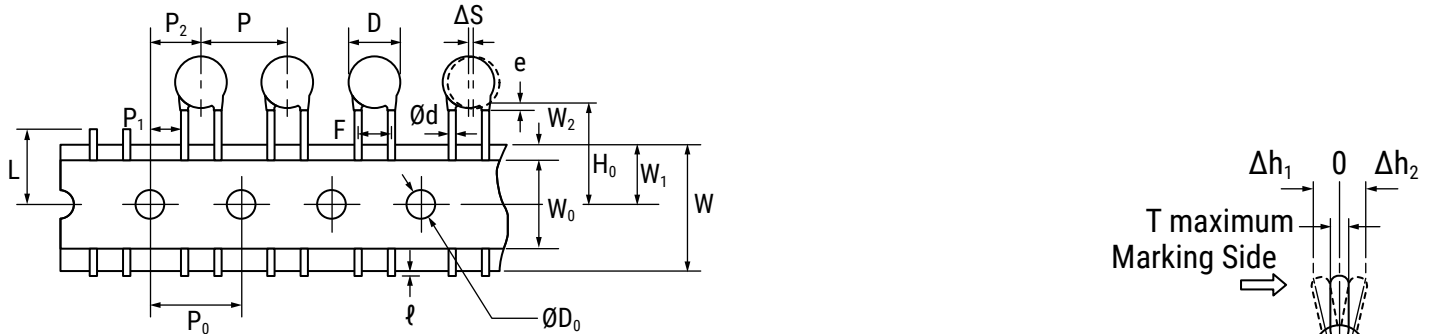 P₂ P D ΔS
e
P₁ F Ød W₂
L H₀ W₁
W₀ W
P₀ ℓ ØD₀
Δh₁ 0 Δh₂
T maximum
Marking Side